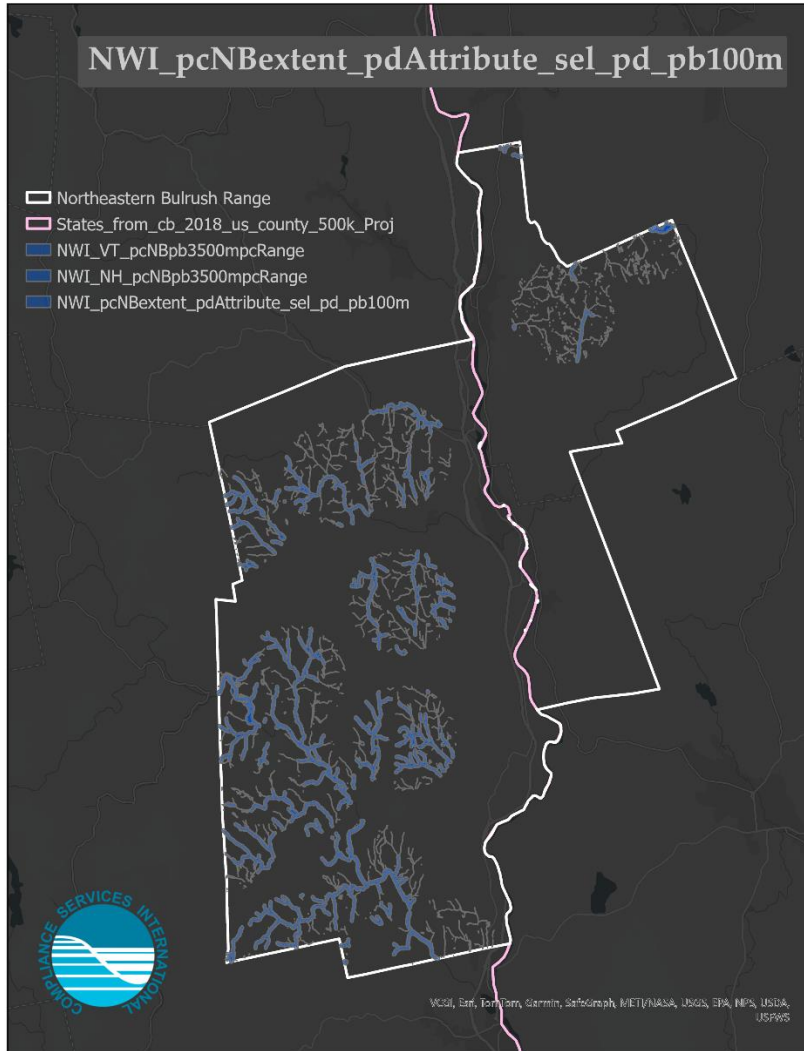 NWI_pcNBextent_pdAttribute_sel_pd_pb100m
Northeastern Bulrush Range
States_from_cb_2018_us_county_500k_Proj
NWI_VT_pcNBpb3500mpcRange
NWI_NH_pcNBpb3500mpcRange
NWI_pcNBextent_pdAttribute_sel_pd_pb100m
COMPLIANCE SERVICES INTERNATIONAL
VCGI, Esri, TomTom, Garmin, SafeGraph, METI/NASA, USGS, EPA, NPS, USDA,
USFWS